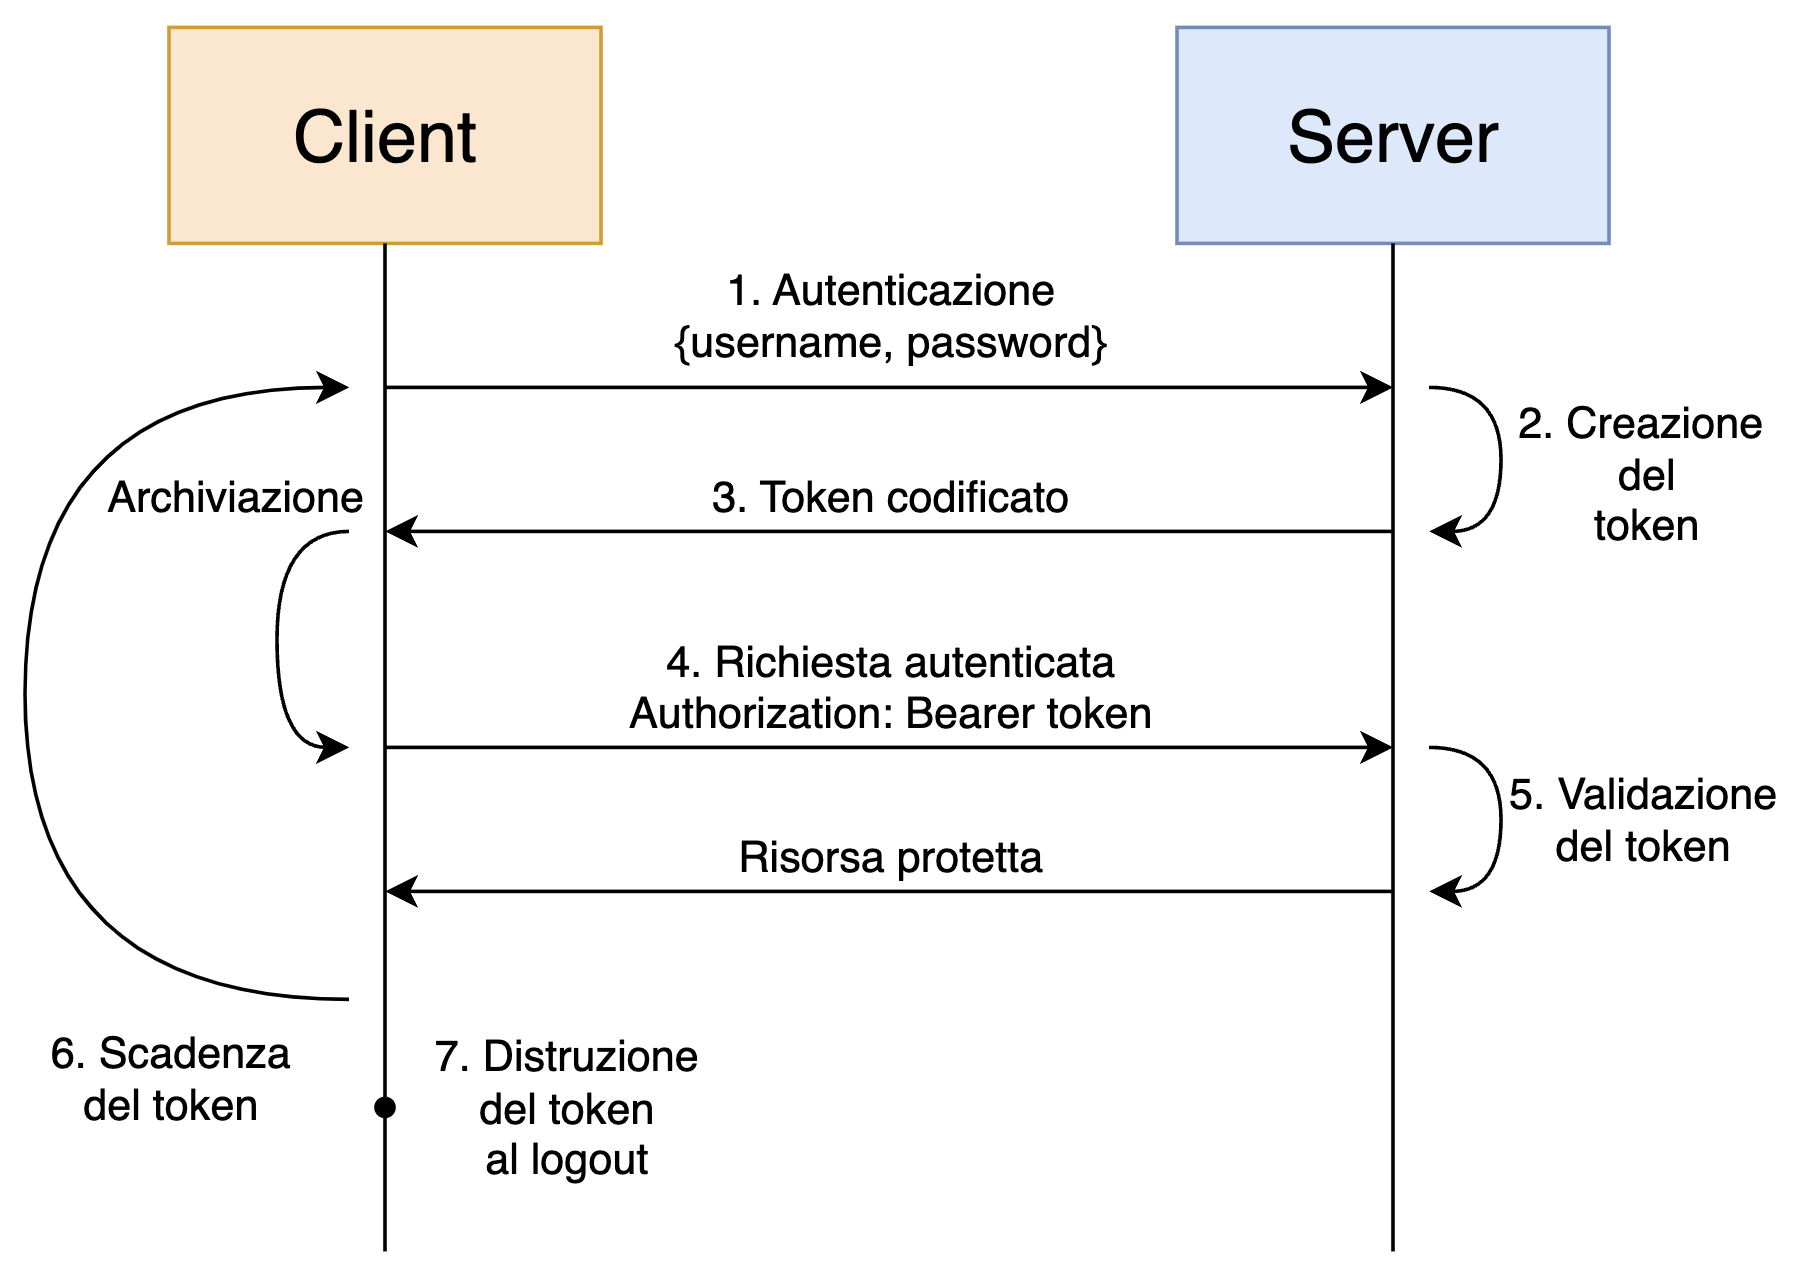 Client
Server
1. Autenticazione
{username, password}
2. Creazione
del
token
Archiviazione
3. Token codificato
4. Richiesta autenticata
Authorization: Bearer token
5. Validazione
del token
Risorsa protetta
6. Scadenza
del token
7. Distruzione
del token
al logout